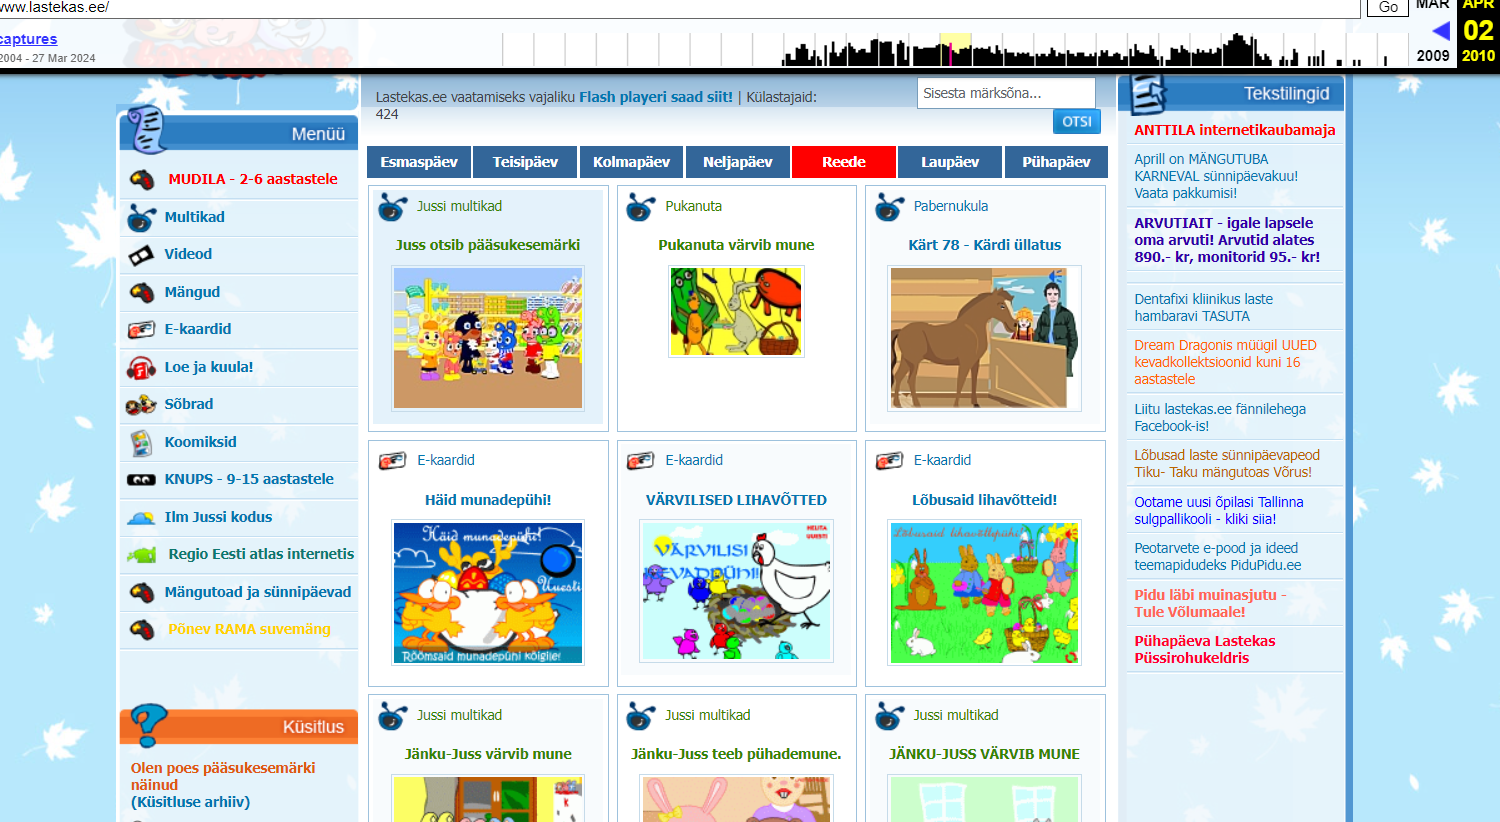 www.lastekas.ee/
Go
MAR
APR
captures
02
2004 - 27 Mar 2024
2009
2010
Lastekas.ee vaatamiseks vajaliku Flash playeri saad siit! | Külastajaid:
424
Sisesta märksõna...
OTSI
Menüü
MUDILA - 2-6 aastastele
Multikad
Videod
Mängud
E-kaardid
Loe ja kuula!
Sõbrad
Koomiksid
KNUPS - 9-15 aastastele
Ilm Jussi kodus
Regio Eesti atlas internetis
Mängutoad ja sünnipäevad
Põnev RAMA suvemäng
Küsitlus
Olen poes pääsukesemärki
näinud
(Küsitluse arhiiv)
Esmaspäev
Teisipäev
Kolmapäev
Neljapäev
Reede
Laupäev
Pühapäev
Jussi multikad
Juss otsib pääsukesemärki
Pukanuta
Pukanuta värvib mune
Pabernukula
Kärt 78 - Kärdi üllatus
E-kaardid
Häid munadepühi!
Häid munadepühi!
Uuesti
Rõõmsaid munadepühi kõigile!
E-kaardid
VÄRVILISED LIHAVÕTTED
HELITA
UUESTI
VÄRVILISI
KEVADPÜHI!
E-kaardid
Lõbusaid lihavõtteid!
Lõbusaid lihavõttepühi!
Jussi multikad
Jänku-Juss värvib mune
Jussi multikad
Jänku-Juss teeb pühademune.
Jussi multikad
JÄNKU-JUSS VÄRVIB MUNE
Tekstilingid
ANTTILA internetikaubamaja
Aprill on MÄNGUTUBA
KARNEVAL sünnipäevakuu!
Vaata pakkumisi!
ARVUTIAIT - igale lapsele
oma arvuti! Arvutid alates
890.- kr, monitorid 95.- kr!
Dentafixi kliinikus laste
hambaravi TASUTA
Dream Dragonis müügil UUED
kevadkollektsioonid kuni 16
aastastele
Liitu lastekas.ee fännilehega
Facebook-is!
Lõbusad laste sünnipäevapeod
Tiku- Taku mängutoas Võrus!
Ootame uusi õpilasi Tallinna
sulgpallikooli - kliki siia!
Peotarvete e-pood ja ideed
teemapidudeks PiduPidu.ee
Pidu läbi muinasjutu -
Tule Võlumaale!
Pühapäeva Lastekas
Püssirohukeldris